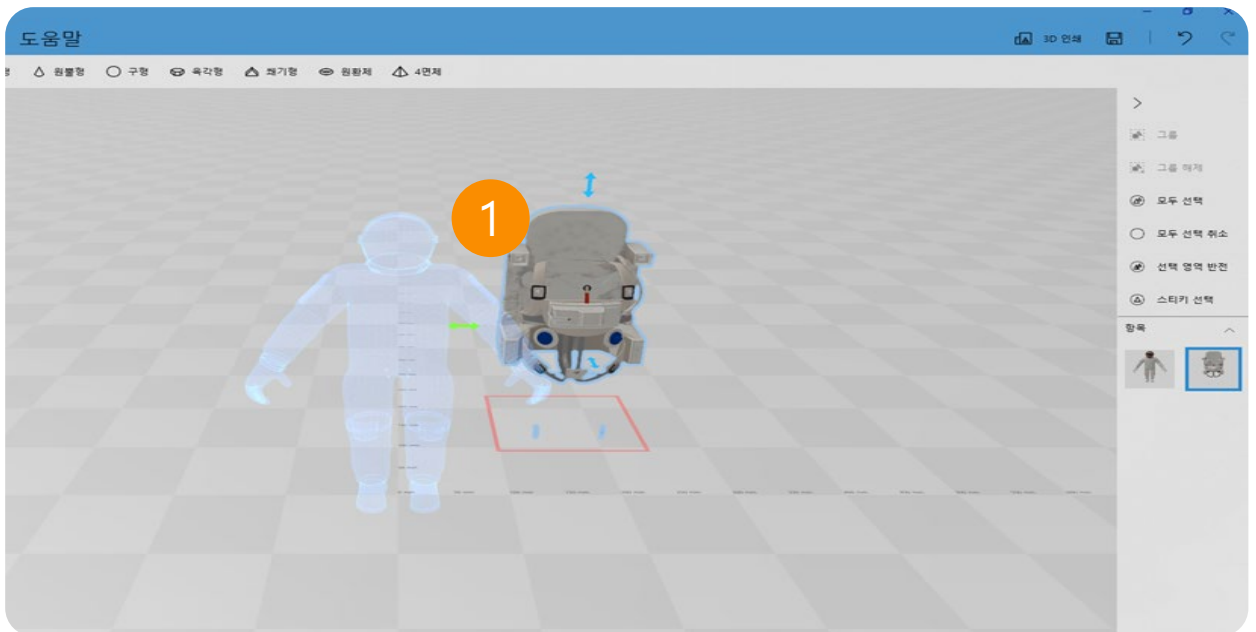 도움말
3D 인쇄
원뿔형 구형 육각형 쐐기형 원환체 4면체
그룹
그룹 해제
모두 선택
모두 선택 취소
선택 영역 반전
스티키 선택
항목
1